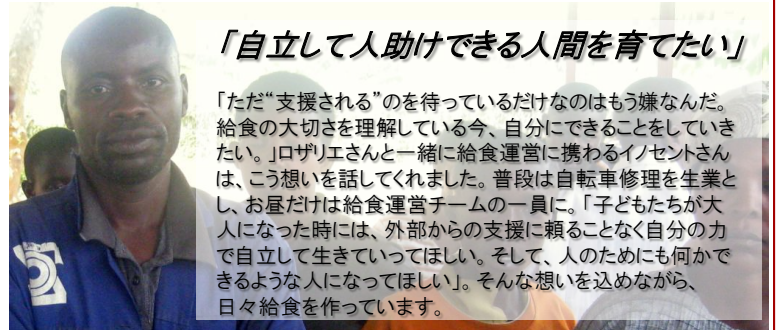 「自立して人助けできる人間を育てたい」
「ただ“支援される”のを待っているだけなのはもう嫌なんだ。
給食の大切さを理解している今、自分にできることをしていき
たい。」ロザリエさんと一緒に給食運営に携わるイノセントさん
は、こう想いを話してくれました。普段は自転車修理を生業と
し、お昼だけは給食運営チームの一員に。「子どもたちが大
人になった時には、外部からの支援に頼ることなく自分の力
で自立して生きていってほしい。そして、人のためにも何かで
きるような人になってほしい」。そんな想いを込めながら、
日々給食を作っています。